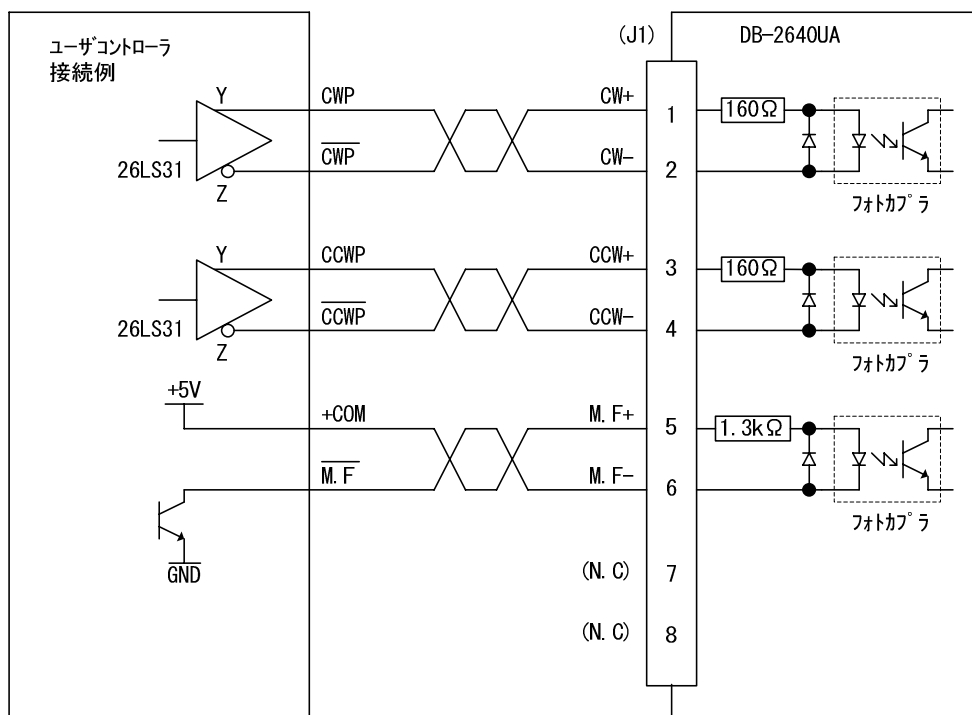 ユーザコントローラ
接続例
(J1)
DB-2640UA
Y
CWP
CW+
1
160Ω
26LS31
Z
C̅W̅P̅
CW-
2
フォトカプラ
Y
CCWP
CCW+
3
160Ω
26LS31
Z
C̅C̅W̅P̅
CCW-
4
フォトカプラ
+5V
+COM
M.F+
5
1.3kΩ
M̅.̅F̅
M.F-
6
フォトカプラ
GND
(N.C)
7
(N.C)
8